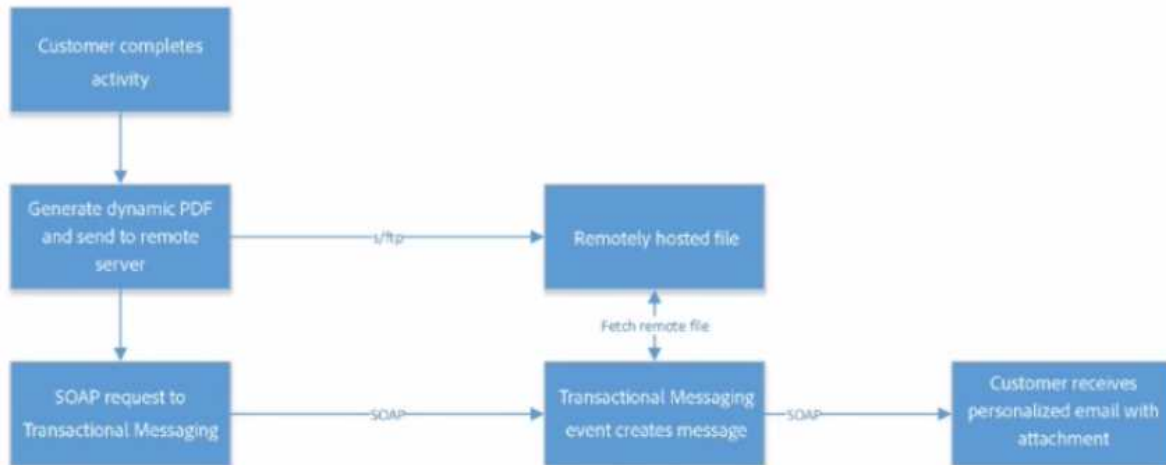 Customer completes
activity
Generate dynamic PDF
and send to remote
server
s/ftp
Remotely hosted file
Fetch remote file
SOAP request to
Transactional Messaging
SOAP
Transactional Messaging
event creates message
SOAP
Customer receives
personalized email with
attachment